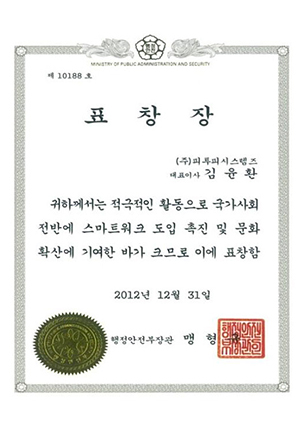 MINISTRY OF PUBLIC ADMINISTRATION AND SECURITY
제 10188 호
표 창 장
(주)피투피시스템즈
대표이사 김 윤 환
귀하께서는 적극적인 활동으로 국가사회
전반에 스마트워크 도입 촉진 및 문화
확산에 기여한 바가 크므로 이에 표창함
2012년 12월 31일
행정안전부장관 맹 형